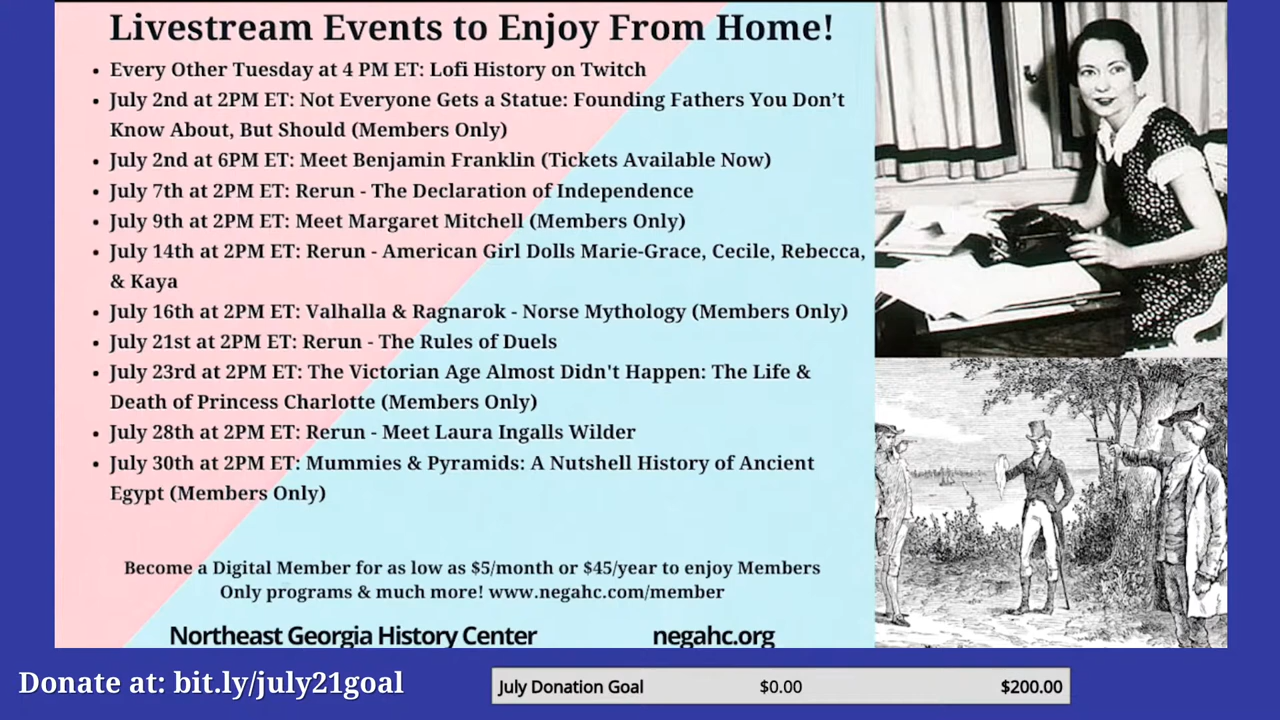 Livestream Events to Enjoy From Home!
• Every Other Tuesday at 4 PM ET: Lofi History on Twitch
• July 2nd at 2PM ET: Not Everyone Gets a Statue: Founding Fathers You Don’t
Know About, But Should (Members Only)
• July 2nd at 6PM ET: Meet Benjamin Franklin (Tickets Available Now)
• July 7th at 2PM ET: Rerun - The Declaration of Independence
• July 9th at 2PM ET: Meet Margaret Mitchell (Members Only)
• July 14th at 2PM ET: Rerun - American Girl Dolls Marie-Grace, Cecile, Rebecca,
& Kaya
• July 16th at 2PM ET: Valhalla & Ragnarok - Norse Mythology (Members Only)
• July 21st at 2PM ET: Rerun - The Rules of Duels
• July 23rd at 2PM ET: The Victorian Age Almost Didn't Happen: The Life &
Death of Princess Charlotte (Members Only)
• July 28th at 2PM ET: Rerun - Meet Laura Ingalls Wilder
• July 30th at 2PM ET: Mummies & Pyramids: A Nutshell History of Ancient
Egypt (Members Only)
Become a Digital Member for as low as $5/month or $45/year to enjoy Members
Only programs & much more! www.negahc.com/member
Northeast Georgia History Center negahc.org
Donate at: bit.ly/july21goal
July Donation Goal $0.00 $200.00